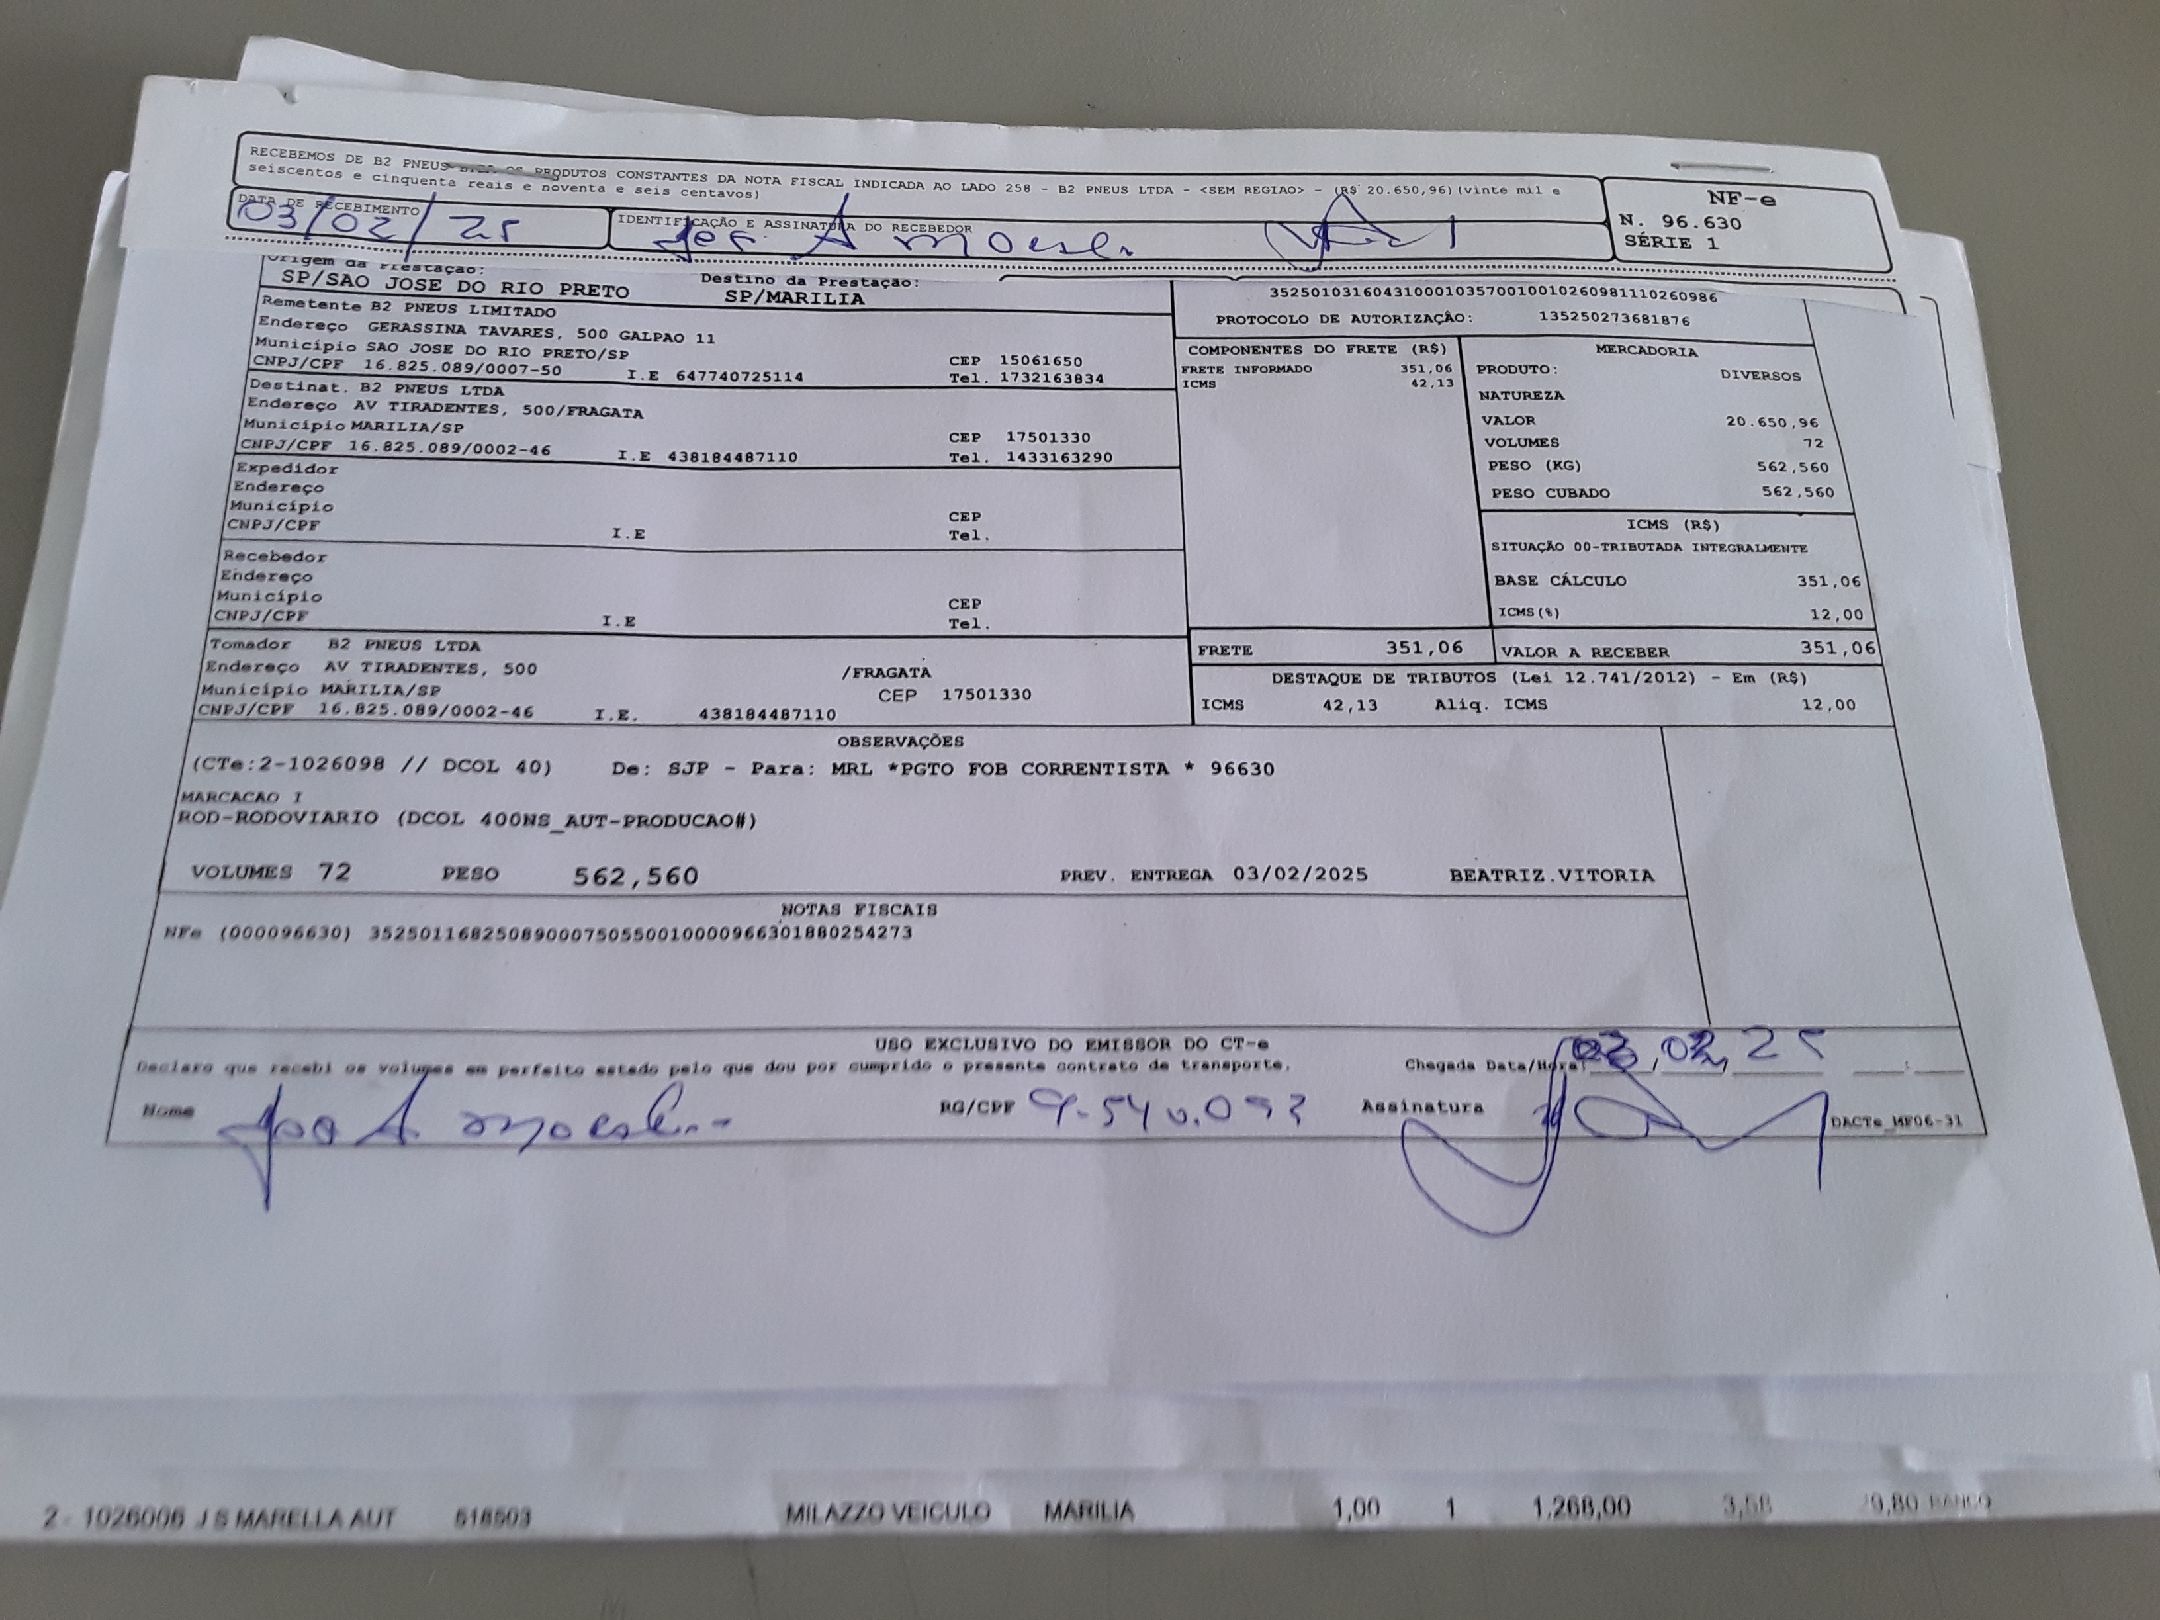 RECEBEMOS DE B2 PNEUS PRODUTOS CONSTANTES DA NOTA FISCAL INDICADA AO LADO 258 - B2 PNEUS LTDA - <SEM REGIAO> - (R$ 20.650,96)(vinte mil e
seiscentos e cinquenta reais e noventa e seis centavos)
NF-e
N. 96.630
SÉRIE 1
DATA DE RECEBIMENTO
03/02/25
IDENTIFICAÇÃO E ASSINATURA DO RECEBEDOR
Origem da Prestação:
SP/SAO JOSE DO RIO PRETO
Destino da Prestação:
SP/MARILIA
35250103160431000103570010010260981110260986
PROTOCOLO DE AUTORIZAÇÃO: 135250273681876
Remetente B2 PNEUS LIMITADO
Endereço GERASSINA TAVARES, 500 GALPAO 11
Município SAO JOSE DO RIO PRETO/SP CEP 15061650
CNPJ/CPF 16.825.089/0007-50 I.E 647740725114 Tel. 1732163834
Destinat. B2 PNEUS LTDA
Endereço AV TIRADENTES, 500/FRAGATA
Município MARILIA/SP CEP 17501330
CNPJ/CPF 16.825.089/0002-46 I.E 438184487110 Tel. 1433163290
Expedidor
Endereço
Município CEP
CNPJ/CPF I.E Tel.
Recebedor
Endereço
Município CEP
CNPJ/CPF I.E Tel.
Tomador B2 PNEUS LTDA
Endereço AV TIRADENTES, 500 /FRAGATA
Município MARILIA/SP CEP 17501330
CNPJ/CPF 16.825.089/0002-46 I.E. 438184487110
COMPONENTES DO FRETE (R$)
FRETE INFORMADO 351,06
ICMS 42,13
MERCADORIA
PRODUTO: DIVERSOS
NATUREZA
VALOR 20.650,96
VOLUMES 72
PESO (KG) 562,560
PESO CUBADO 562,560
ICMS (R$)
SITUAÇÃO 00-TRIBUTADA INTEGRALMENTE
BASE CÁLCULO 351,06
ICMS(%) 12,00
FRETE 351,06 VALOR A RECEBER 351,06
DESTAQUE DE TRIBUTOS (Lei 12.741/2012) - Em (R$)
ICMS 42,13 Aliq. ICMS 12,00
OBSERVAÇÕES
(CTe:2-1026098 // DCOL 40) De: SJP - Para: MRL *PGTO FOB CORRENTISTA * 96630
MARCACAO I
ROD-RODOVIARIO (DCOL 400NS_AUT-PRODUCAO#)
VOLUMES 72 PESO 562,560 PREV. ENTREGA 03/02/2025 BEATRIZ.VITORIA
NOTAS FISCAIS
NFe (000096630) 35250116825089000750550010000966301880254273
USO EXCLUSIVO DO EMISSOR DO CT-e
Declaro que recebi os volumes em perfeito estado pelo que dou por cumprido o presente contrato de transporte.
Chegada Data/Hora: 03, 02, 25
Nome
RG/CPF
Assinatura
DACTe_MF06-31
2 - 1026006 J S MARELLA AUT 518503 MILAZZO VEICULO MARILIA 1,00 1 1.268,00 3,58 9,80 BANCO